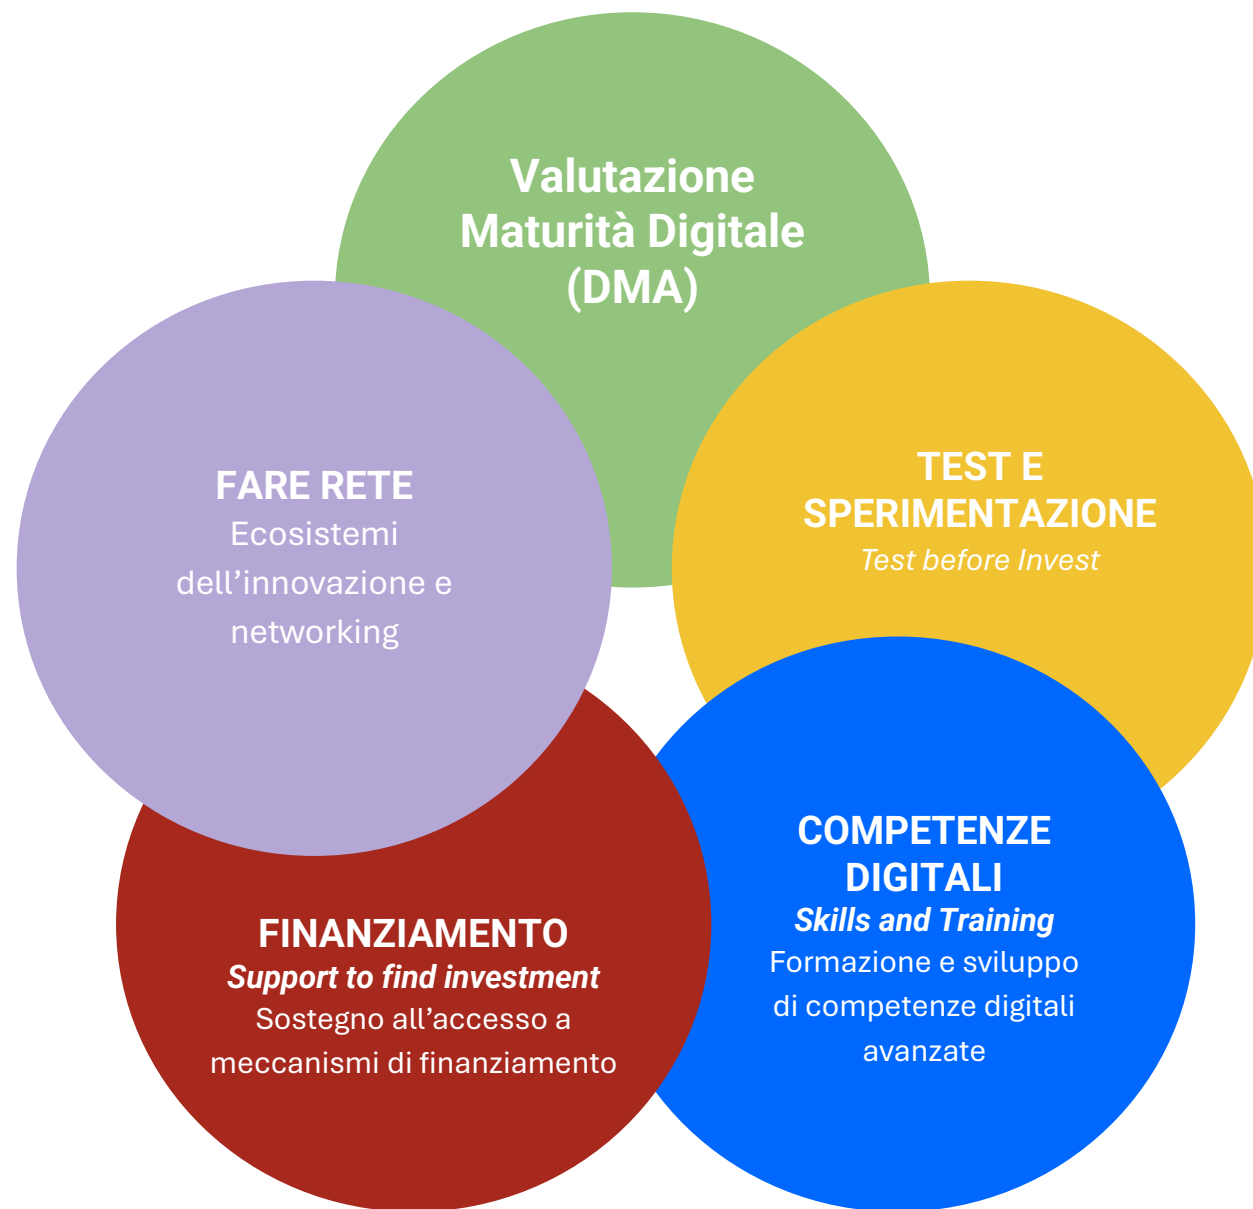 Valutazione
Maturità Digitale
(DMA)
FARE RETE
Ecosistemi
dell’innovazione e
networking
TEST E
SPERIMENTAZIONE
Test before Invest
COMPETENZE
DIGITALI
Skills and Training
Formazione e sviluppo
di competenze digitali
avanzate
FINANZIAMENTO
Support to find investment
Sostegno all’accesso a
meccanismi di finanziamento